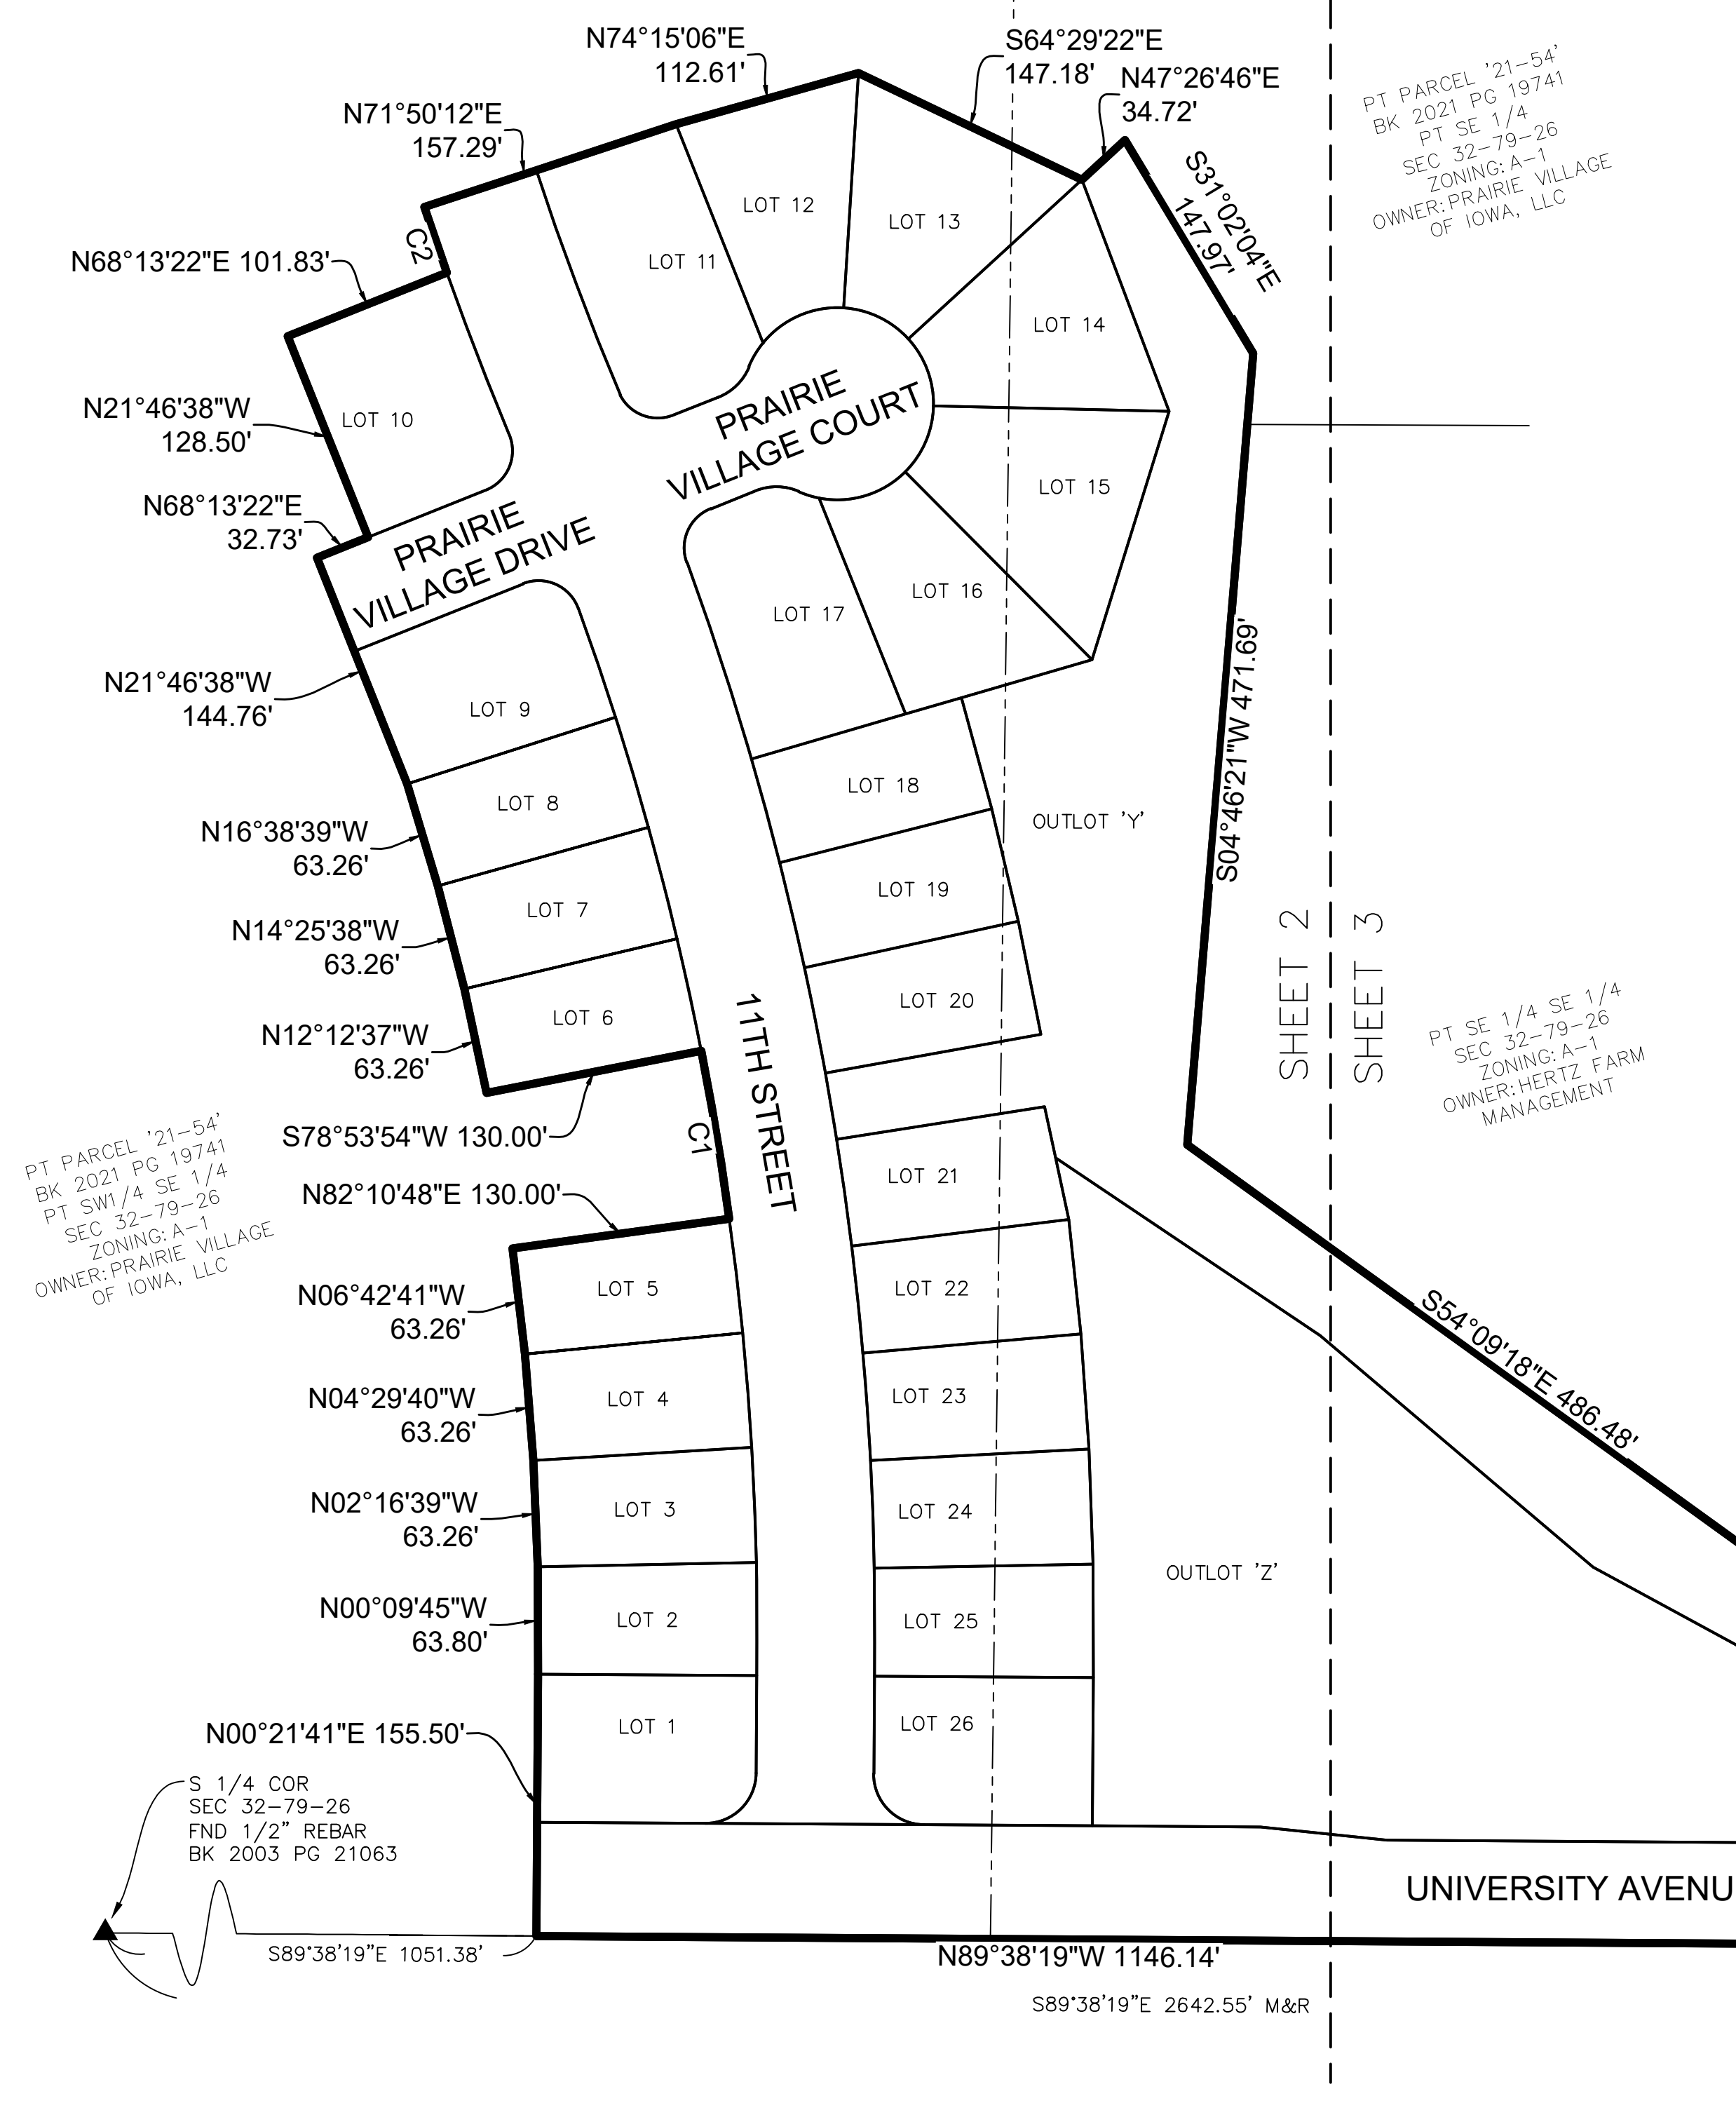 N74°15'06"E
112.61'
S64°29'22"E
147.18'
N47°26'46"E
34.72'
N71°50'12"E
157.29'
S31°02'04"E
147.97'
PT PARCEL '21-54'
BK 2021 PG 19741
PT SE 1/4
SEC 32-79-26
ZONING: A-1
OWNER: PRAIRIE VILLAGE
OF IOWA, LLC
LOT 12
LOT 13
C2
N68°13'22"E 101.83'
LOT 11
LOT 14
N21°46'38"W
128.50'
LOT 10
PRAIRIE
VILLAGE COURT
LOT 15
N68°13'22"E
32.73'
PRAIRIE
VILLAGE DRIVE
LOT 16
LOT 17
N21°46'38"W
144.76'
LOT 9
S04°46'21"W 471.69'
LOT 18
OUTLOT 'Y'
LOT 8
N16°38'39"W
63.26'
LOT 19
LOT 7
N14°25'38"W
63.26'
SHEET 2
SHEET 3
LOT 20
LOT 6
N12°12'37"W
63.26'
11TH STREET
PT SE 1/4 SE 1/4
SEC 32-79-26
ZONING: A-1
OWNER: HERTZ FARM
MANAGEMENT
S78°53'54"W 130.00'
C1
PT PARCEL '21-54'
BK 2021 PG 19741
PT SW1/4 SE 1/4
SEC 32-79-26
ZONING: A-1
OWNER: PRAIRIE VILLAGE
OF IOWA, LLC
N82°10'48"E 130.00'
LOT 21
LOT 5
LOT 22
N06°42'41"W
63.26'
S54°09'18"E 486.48'
LOT 4
LOT 23
N04°29'40"W
63.26'
LOT 3
LOT 24
N02°16'39"W
63.26'
OUTLOT 'Z'
LOT 2
LOT 25
N00°09'45"W
63.80'
LOT 1
LOT 26
N00°21'41"E 155.50'
S 1/4 COR
SEC 32-79-26
FND 1/2" REBAR
BK 2003 PG 21063
UNIVERSITY AVENU
S89°38'19"E 1051.38'
N89°38'19"W 1146.14'
S89°38'19"E 2642.55' M&R